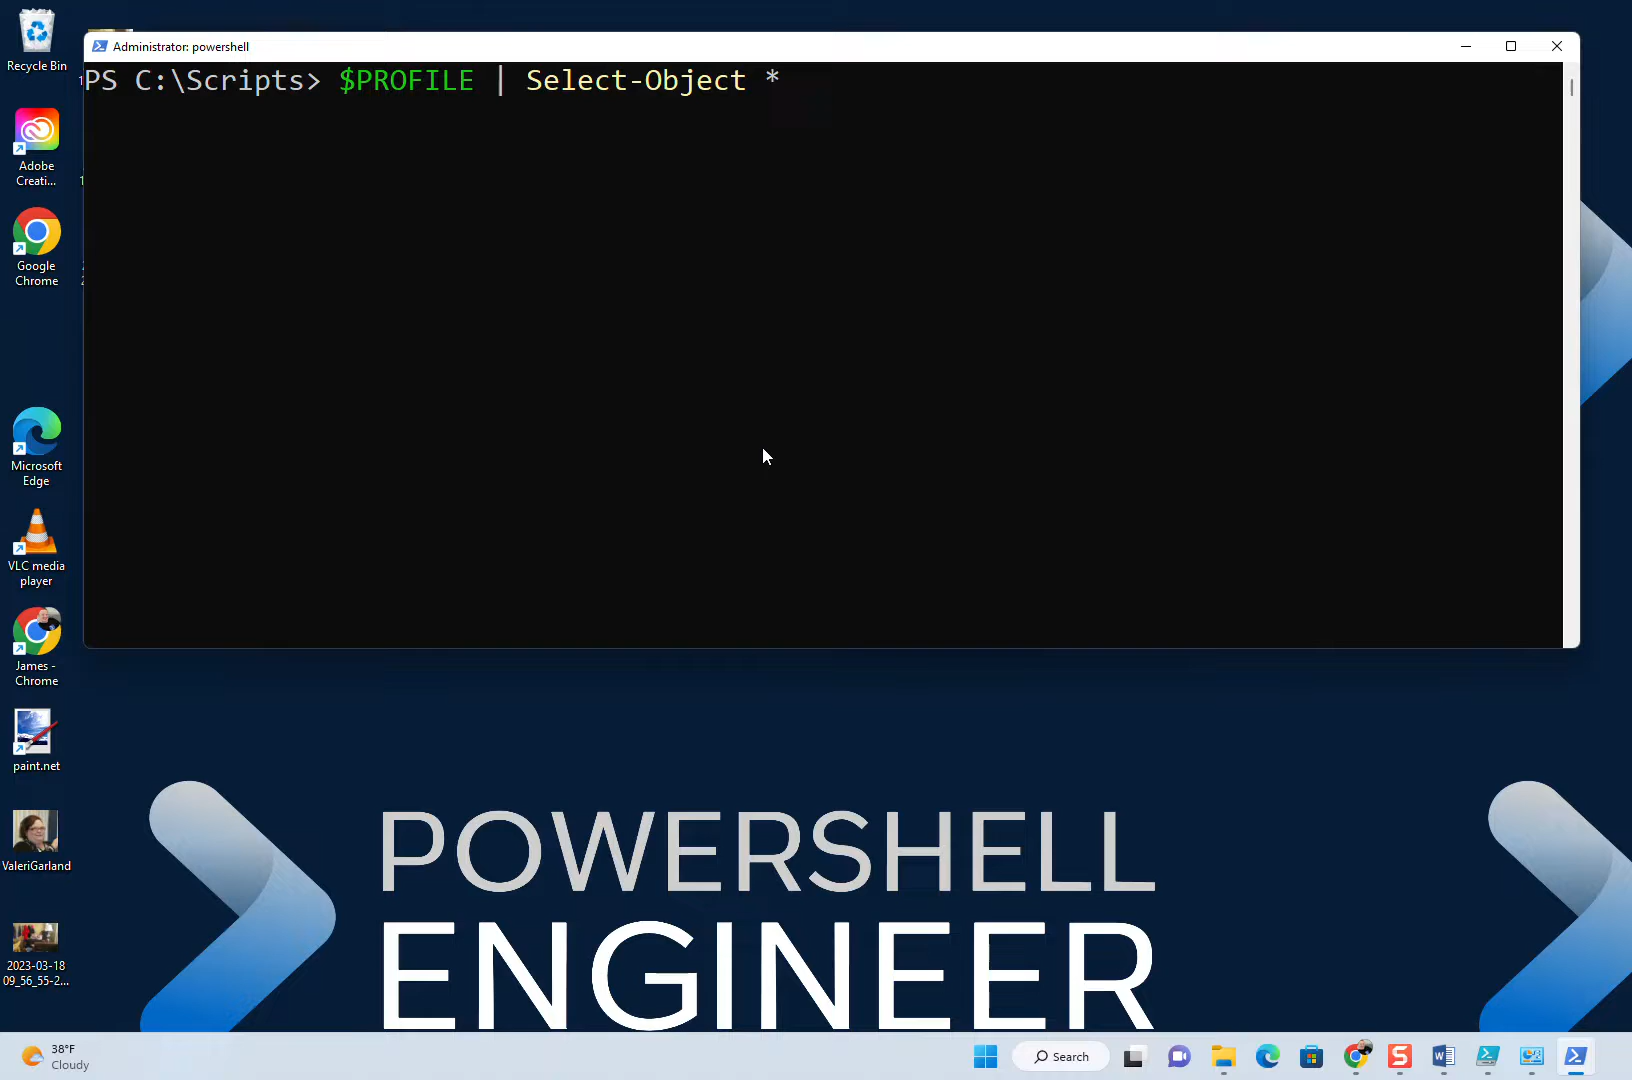 Recycle Bin
Adobe
Creati...
Google
Chrome
Microsoft
Edge
VLC media
player
James -
Chrome
paint.net
ValeriGarland
2023-03-18
09_56_55-2...
Administrator: powershell
PS C:\Scripts> $PROFILE | Select-Object *
POWERSHELL
ENGINEER
38°F
Cloudy
Search